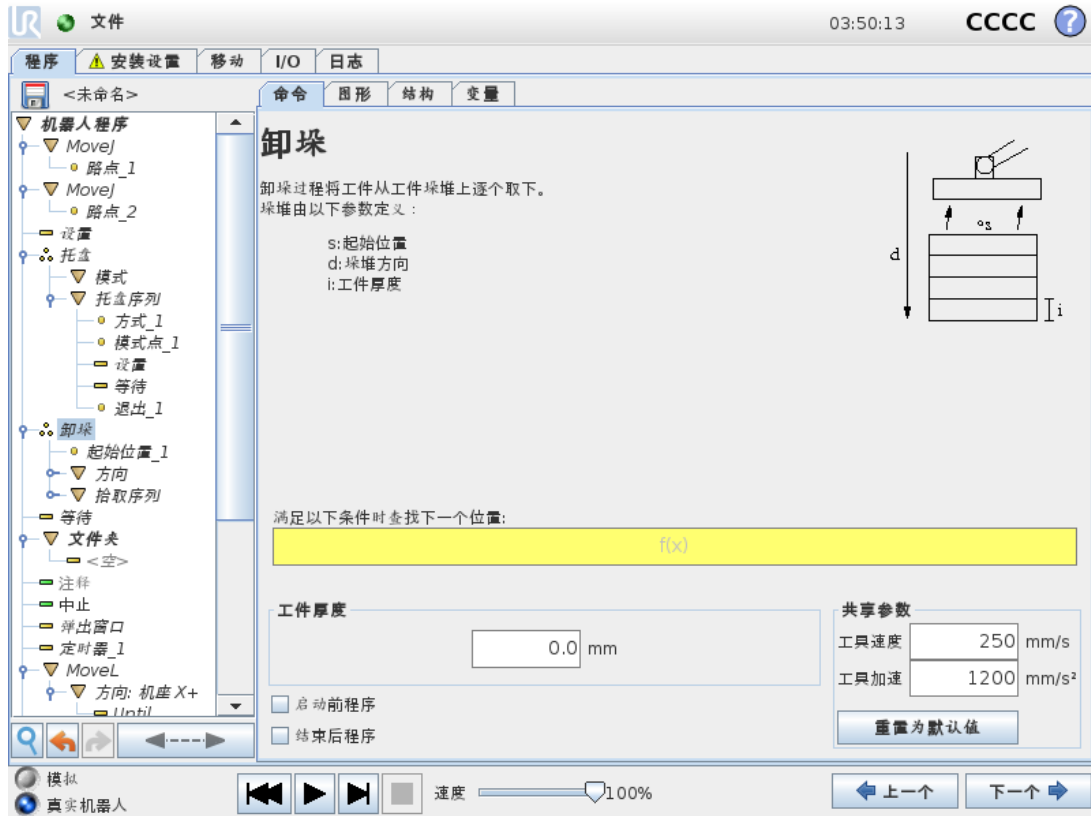 UR 文件 03:50:13 CCCC ?
程序 安装设置 移动 I/O 日志
<未命名>
命令 图形 结构 变量
机器人程序
MoveJ
路点_1
MoveJ
路点_2
设置
托盘
模式
托盘序列
方式_1
模式点_1
设置
等待
退出_1
卸垛
起始位置_1
方向
拾取序列
等待
文件夹
<空>
注释
中止
弹出窗口
定时器_1
MoveL
方向: 机座 X+
Until
卸垛
卸垛过程将工件从工件垛堆上逐个取下。
垛堆由以下参数定义：
s:起始位置
d:垛堆方向
i:工件厚度
s
d
i
满足以下条件时查找下一个位置:
f(x)
工件厚度
0.0 mm
启动前程序
结束后程序
共享参数
工具速度 250 mm/s
工具加速 1200 mm/s²
重置为默认值
模拟
真实机器人
速度 100%
上一个 下一个